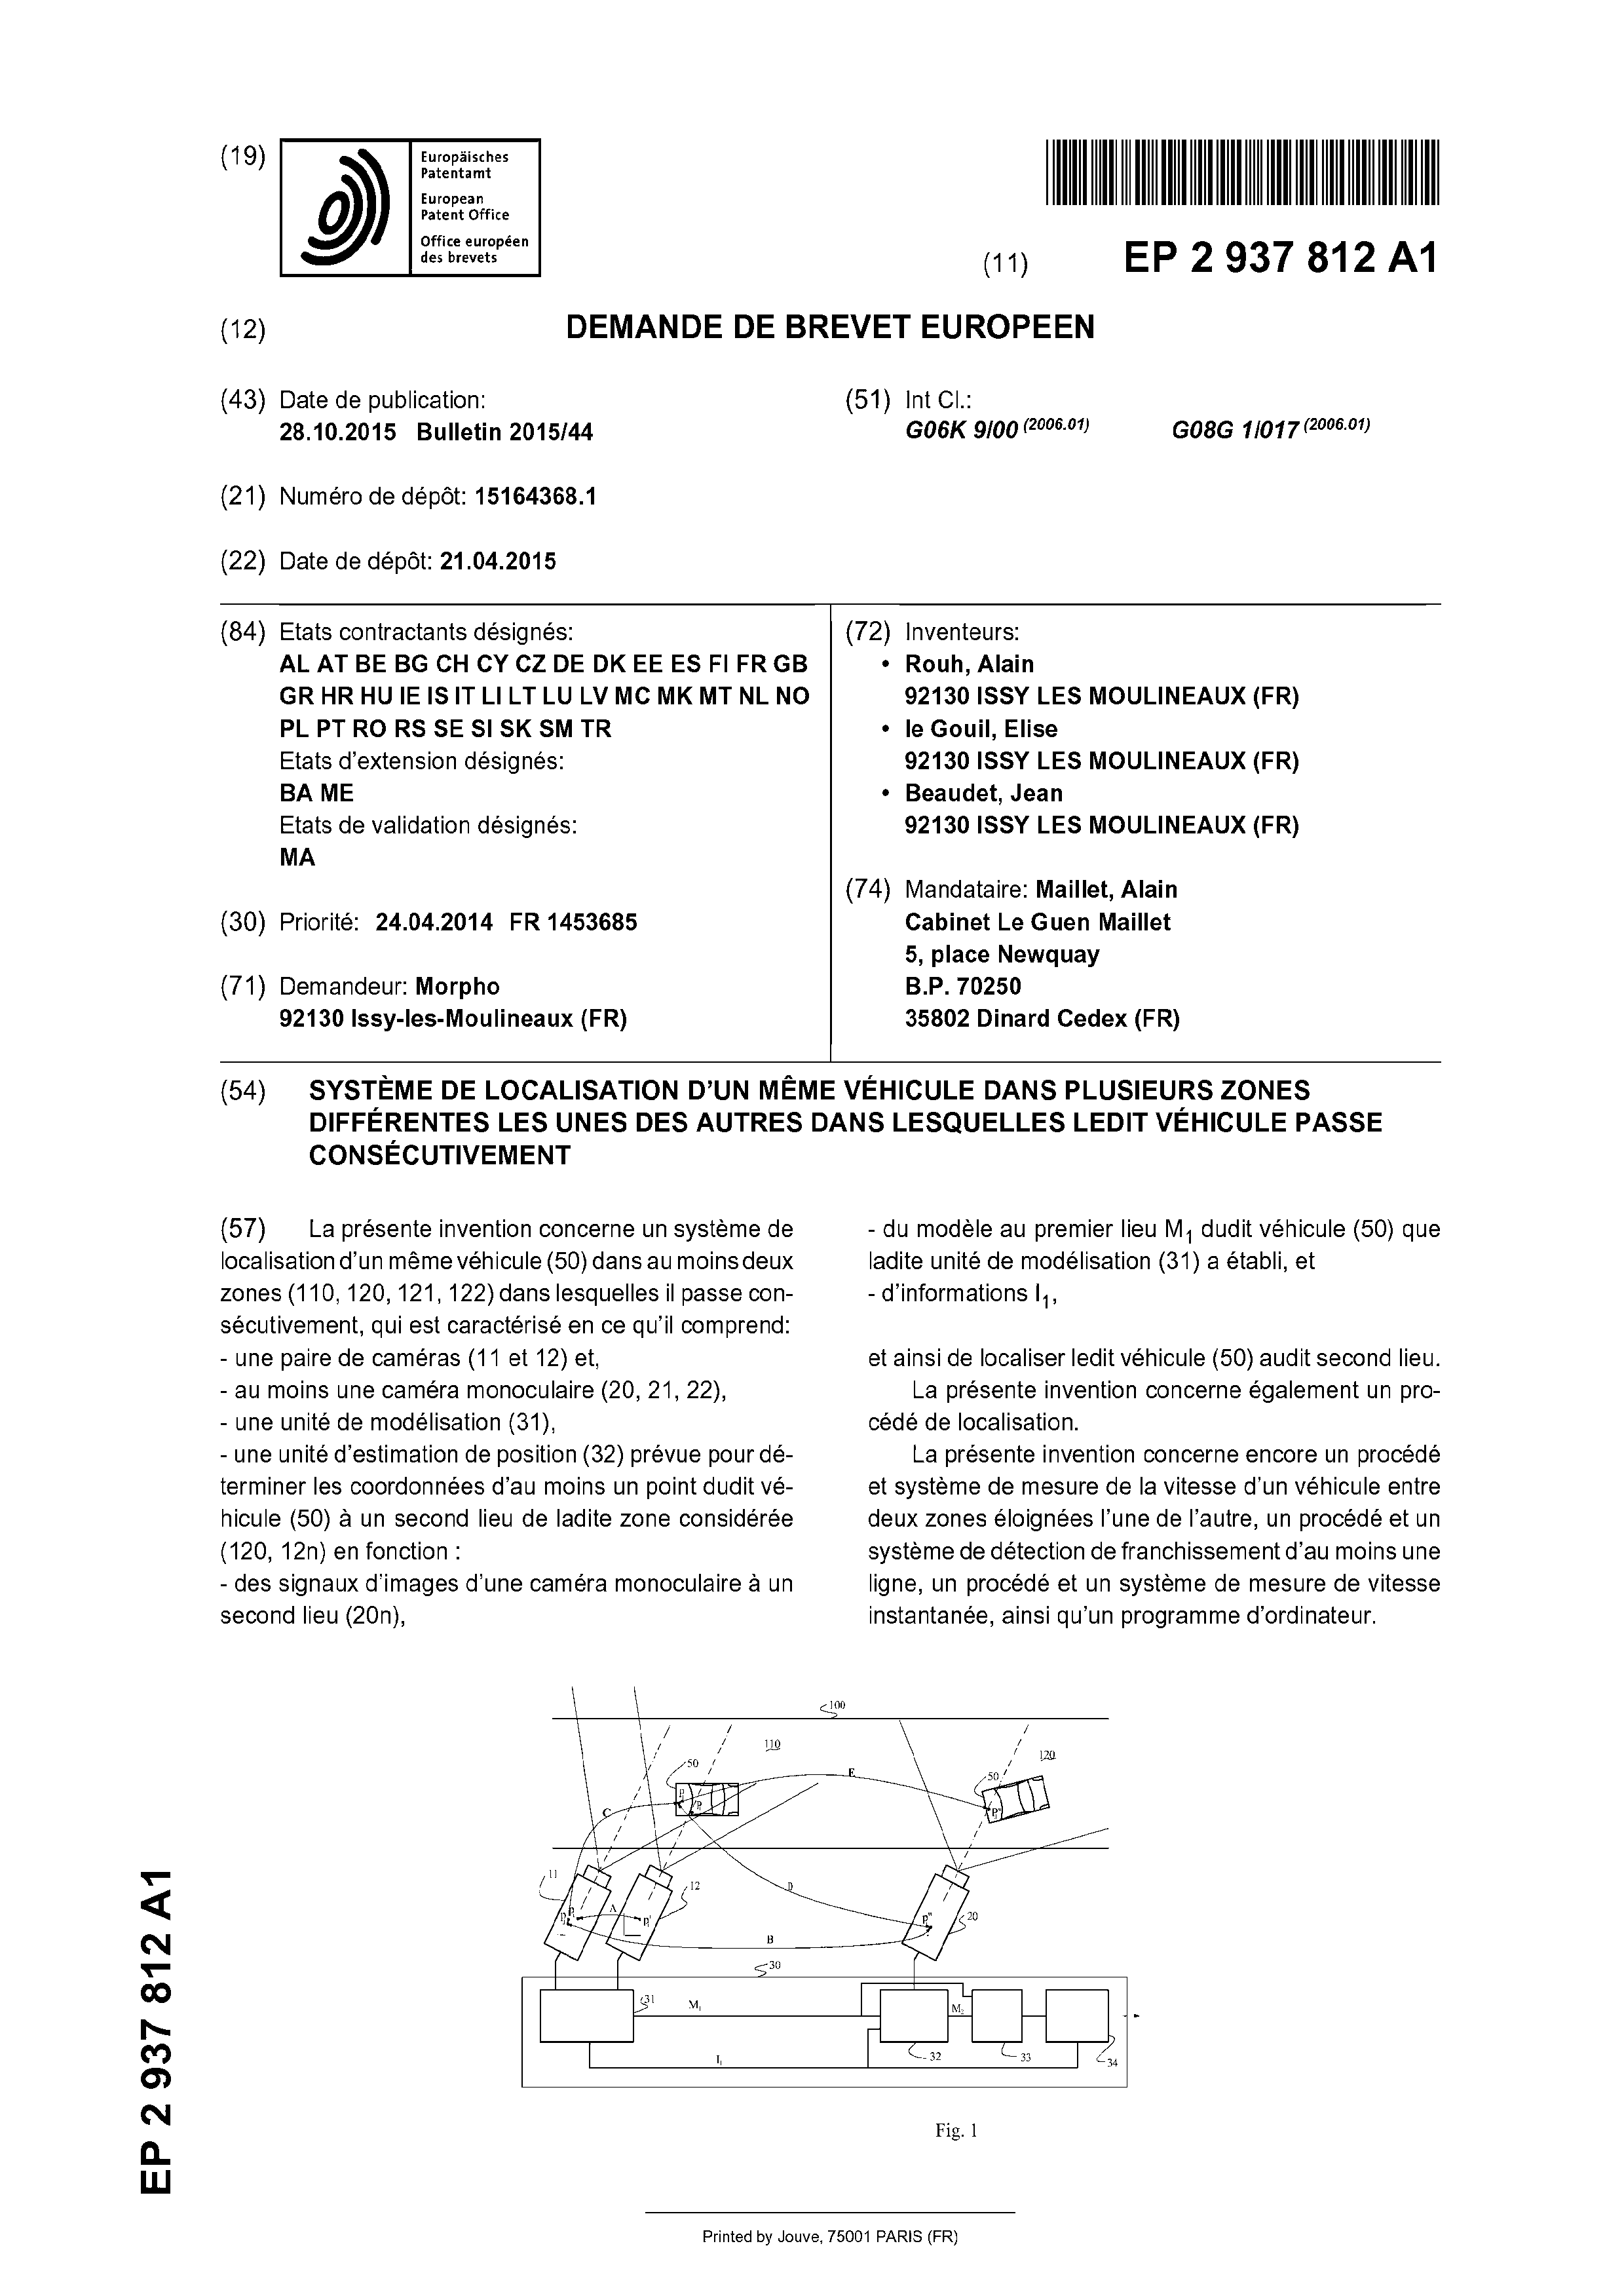 (19)
Europäisches
Patentamt
European
Patent Office
Office européen
des brevets
(11) EP 2 937 812 A1
(12) DEMANDE DE BREVET EUROPEEN
(43) Date de publication:
28.10.2015 Bulletin 2015/44
(21) Numéro de dépôt: 15164368.1
(22) Date de dépôt: 21.04.2015
(51) Int Cl.:
G06K 9/00 (2006.01) G08G 1/017 (2006.01)
(84) Etats contractants désignés:
AL AT BE BG CH CY CZ DE DK EE ES FI FR GB
GR HR HU IE IS IT LI LT LU LV MC MK MT NL NO
PL PT RO RS SE SI SK SM TR
Etats d'extension désignés:
BA ME
Etats de validation désignés:
MA
(30) Priorité: 24.04.2014 FR 1453685
(71) Demandeur: Morpho
92130 Issy-les-Moulineaux (FR)
(72) Inventeurs:
• Rouh, Alain
92130 ISSY LES MOULINEAUX (FR)
• le Gouil, Elise
92130 ISSY LES MOULINEAUX (FR)
• Beaudet, Jean
92130 ISSY LES MOULINEAUX (FR)
(74) Mandataire: Maillet, Alain
Cabinet Le Guen Maillet
5, place Newquay
B.P. 70250
35802 Dinard Cedex (FR)
(54) SYSTÈME DE LOCALISATION D'UN MÊME VÉHICULE DANS PLUSIEURS ZONES
DIFFÉRENTES LES UNES DES AUTRES DANS LESQUELLES LEDIT VÉHICULE PASSE
CONSÉCUTIVEMENT
(57) La présente invention concerne un système de
localisation d'un même véhicule (50) dans au moins deux
zones (110, 120, 121, 122) dans lesquelles il passe con-
sécutivement, qui est caractérisé en ce qu'il comprend:
- une paire de caméras (11 et 12) et,
- au moins une caméra monoculaire (20, 21, 22),
- une unité de modélisation (31),
- une unité d'estimation de position (32) prévue pour dé-
terminer les coordonnées d'au moins un point dudit vé-
hicule (50) à un second lieu de ladite zone considérée
(120, 12n) en fonction :
- des signaux d'images d'une caméra monoculaire à un
second lieu (20n),
- du modèle au premier lieu M1 dudit véhicule (50) que
ladite unité de modélisation (31) a établi, et
- d'informations I1,
et ainsi de localiser ledit véhicule (50) audit second lieu.
La présente invention concerne également un pro-
cédé de localisation.
La présente invention concerne encore un procédé
et système de mesure de la vitesse d'un véhicule entre
deux zones éloignées l'une de l'autre, un procédé et un
système de détection de franchissement d'au moins une
ligne, un procédé et un système de mesure de vitesse
instantanée, ainsi qu'un programme d'ordinateur.
100
110
120
50
50
E
C
11
12
A
D
20
B
30
31
M1
M2
32
33
34
I1
Fig. 1
EP 2 937 812 A1
Printed by Jouve, 75001 PARIS (FR)